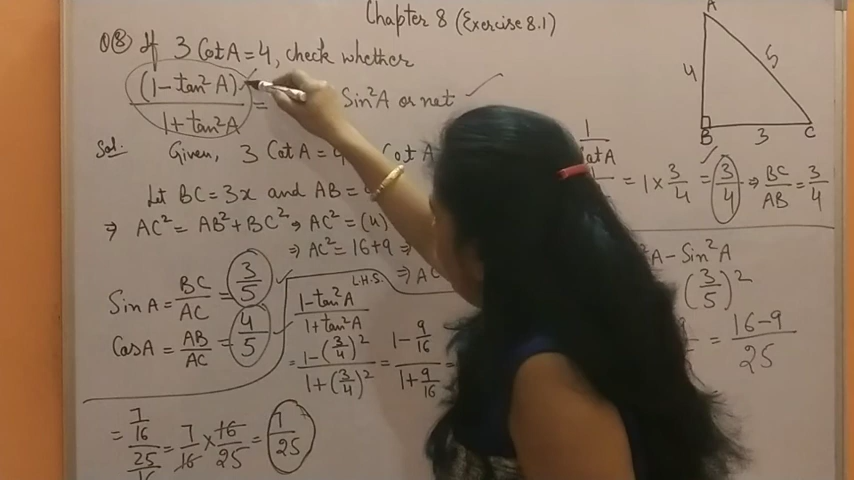 Chapter 8 (Exercise 8.1)
Q⑧ If 3 Cot A = 4, check whether
(1 - tan²A)
1 + tan²A
=
Sin²A or not
Sol.
Given, 3 Cot A =
Cot A
1
Cot A
= 1 × 3/4 = 3/4 ⇒ BC/AB = 3/4
Let BC = 3x and AB =
⇒ AC² = AB² + BC² ⇒ AC² = (4)
⇒ AC² = 16 + 9 ⇒
⇒ AC
Sin A = BC/AC = 3/5
Cos A = AB/AC = 4/5
L.H.S.
1 - tan²A
1 + tan²A
= 1 - (3/4)² / 1 + (3/4)² = 1 - 9/16 / 1 + 9/16 =
= 7/16 / 25/16 = 7/16 × 16/25 = 7/25
²A - Sin²A
(3/5)²
= 16 - 9 / 25
A
4
5
B
3
C